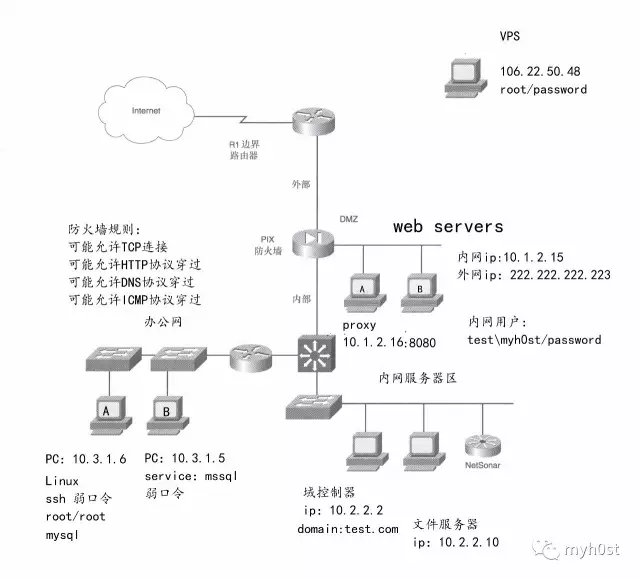 VPS
106.22.50.48
root/password
Internet
R1边界
路由器
外部
DMZ
防火墙规则:
可能允许TCP连接
可能允许HTTP协议穿过
可能允许DNS协议穿过
可能允许ICMP协议穿过
PIX
防火墙
web servers
内网ip:10.1.2.15
外网ip: 222.222.222.223
A
B
内部
proxy
10.1.2.16:8080
内网用户:
test\myh0st/password
办公网
内网服务器区
A
B
PC: 10.3.1.6
Linux
ssh 弱口令
root/root
mysql
PC: 10.3.1.5
service: mssql
弱口令
NetSonar
域控制器
ip: 10.2.2.2
domain:test.com
文件服务器
ip: 10.2.2.10
myh0st